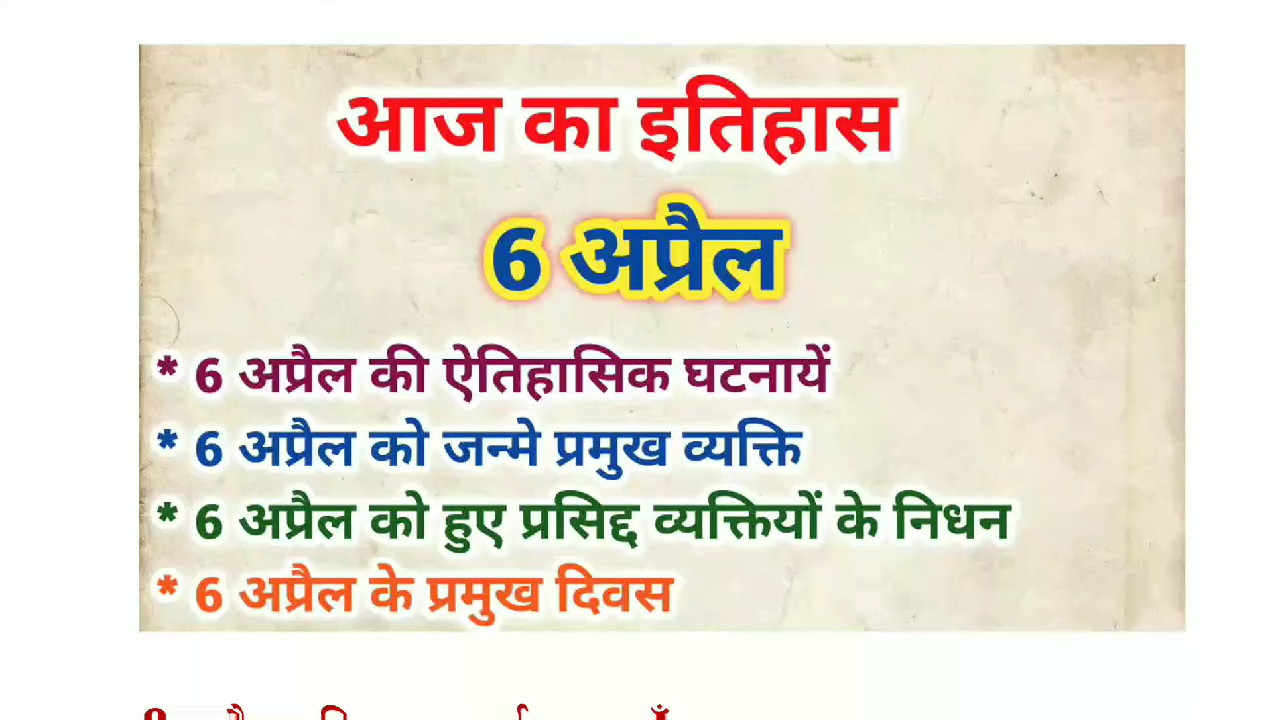 आज का इतिहास
6 अप्रैल
* 6 अप्रैल की ऐतिहासिक घटनायें
* 6 अप्रैल को जन्मे प्रमुख व्यक्ति
* 6 अप्रैल को हुए प्रसिद्द व्यक्तियों के निधन
* 6 अप्रैल के प्रमुख दिवस